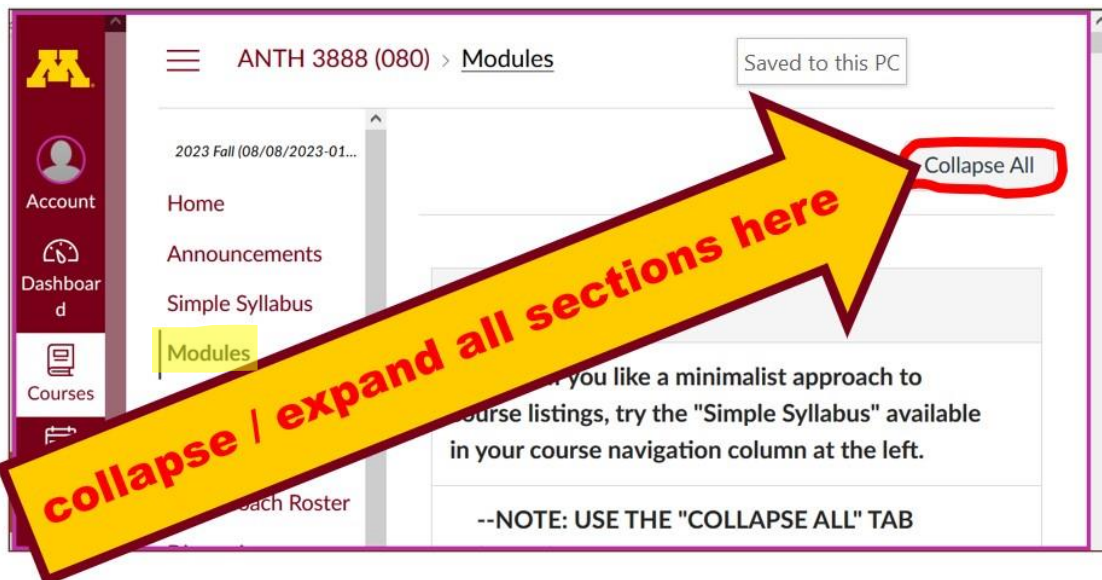 M
ANTH 3888 (080) > Modules
Saved to this PC
2023 Fall (08/08/2023-01...
Collapse All
Account
Home
Announcements
Dashboar
d
Simple Syllabus
Modules
Courses
collapse / expand all sections here
you like a minimalist approach to
course listings, try the "Simple Syllabus" available
in your course navigation column at the left.
Roster
--NOTE: USE THE "COLLAPSE ALL" TAB